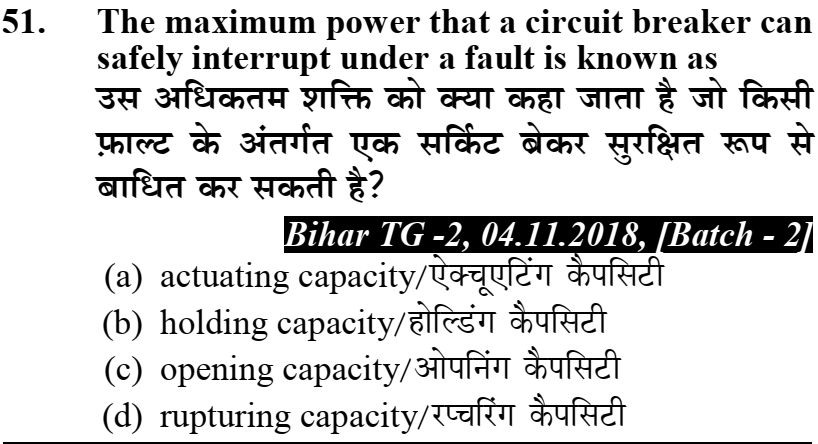 51. The maximum power that a circuit breaker can
safely interrupt under a fault is known as
उस अधिकतम शक्ति को क्या कहा जाता है जो किसी
फ़ाल्ट के अंतर्गत एक सर्किट ब्रेकर सुरक्षित रूप से
बाधित कर सकती है?
Bihar TG -2, 04.11.2018, [Batch - 2]
(a) actuating capacity/ऐक्चूएटिंग कैपसिटी
(b) holding capacity/होल्डिंग कैपसिटी
(c) opening capacity/ओपनिंग कैपसिटी
(d) rupturing capacity/रप्चरिंग कैपसिटी